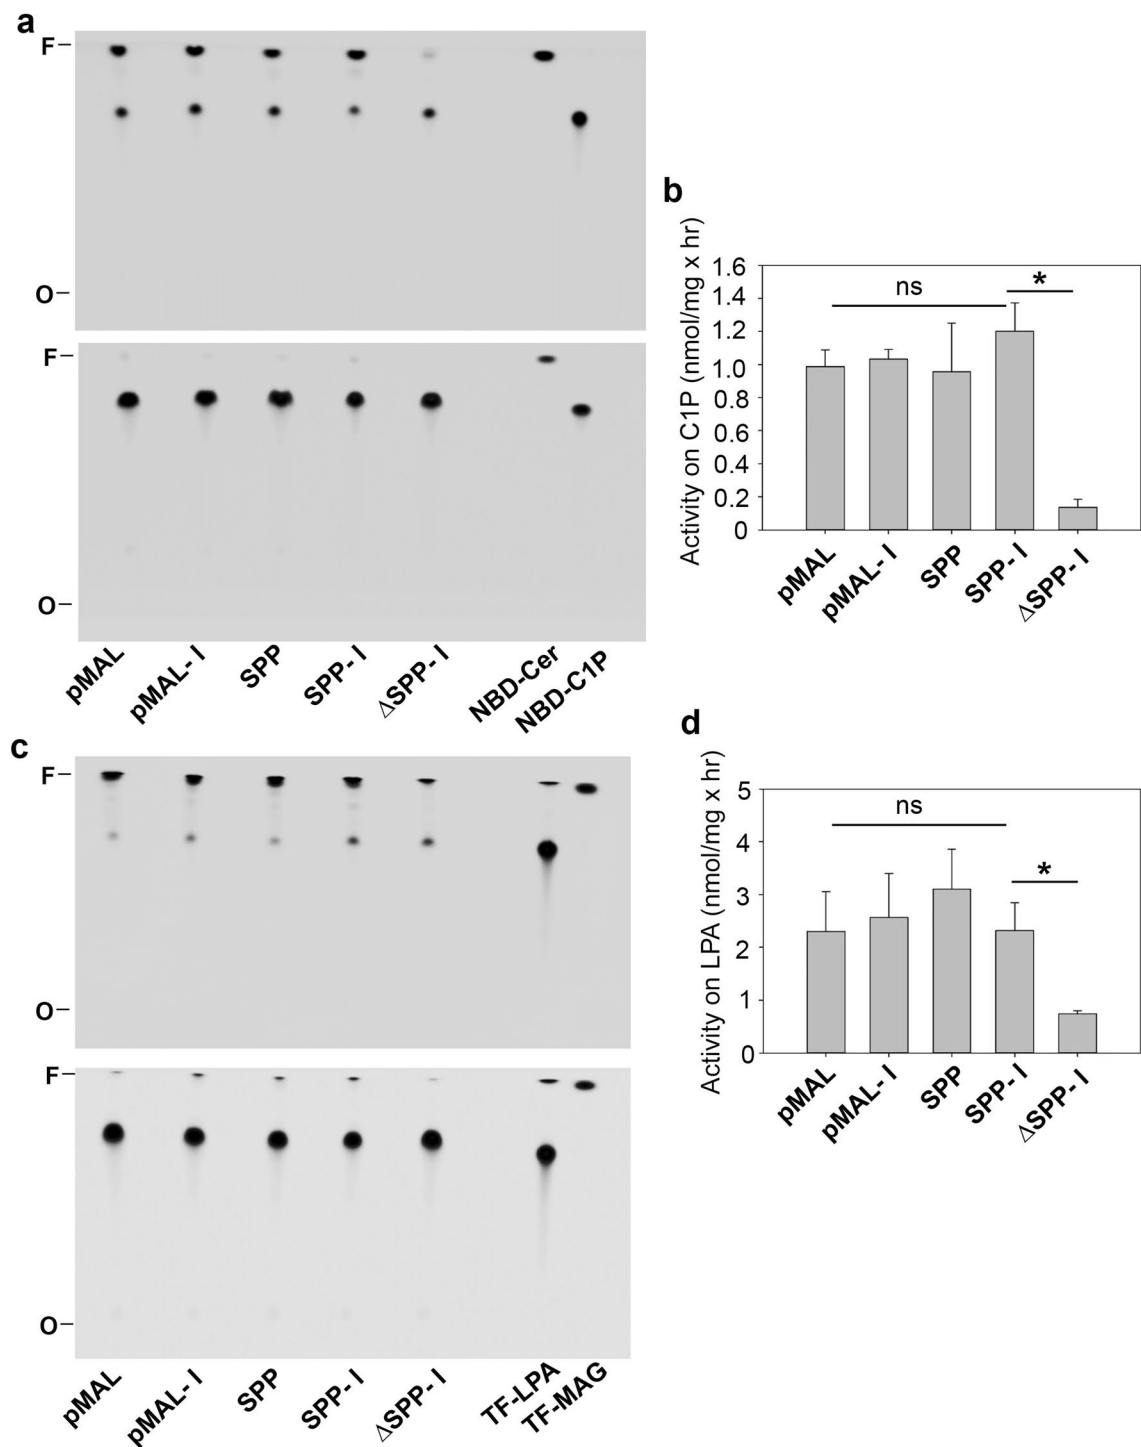 a
F
O
F
O
pMAL
pMAL- I
SPP
SPP- I
ΔSPP- I
NBD-Cer
NBD-C1P
b
Activity on C1P (nmol/mg x hr)
1.6
1.4
1.2
1.0
0.8
0.6
0.4
0.2
0
ns
*
pMAL
pMAL- I
SPP
SPP- I
ΔSPP- I
c
F
O
F
O
pMAL
pMAL- I
SPP
SPP- I
ΔSPP- I
TF-LPA
TF-MAG
d
Activity on LPA (nmol/mg x hr)
5
4
3
2
1
0
ns
*
pMAL
pMAL- I
SPP
SPP- I
ΔSPP- I